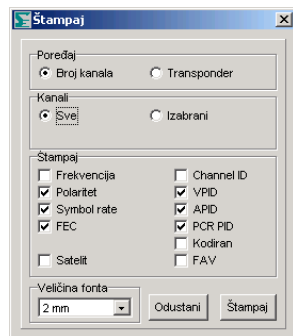 Štampaj
Poređaj
Broj kanala Transponder
Kanali
Sve Izabrani
Štampaj
Frekvencija Channel ID
Polaritet VPID
Symbol rate APID
FEC PCR PID
Kodiran
Satelit FAV
Veličina fonta
2 mm Odustani Štampaj